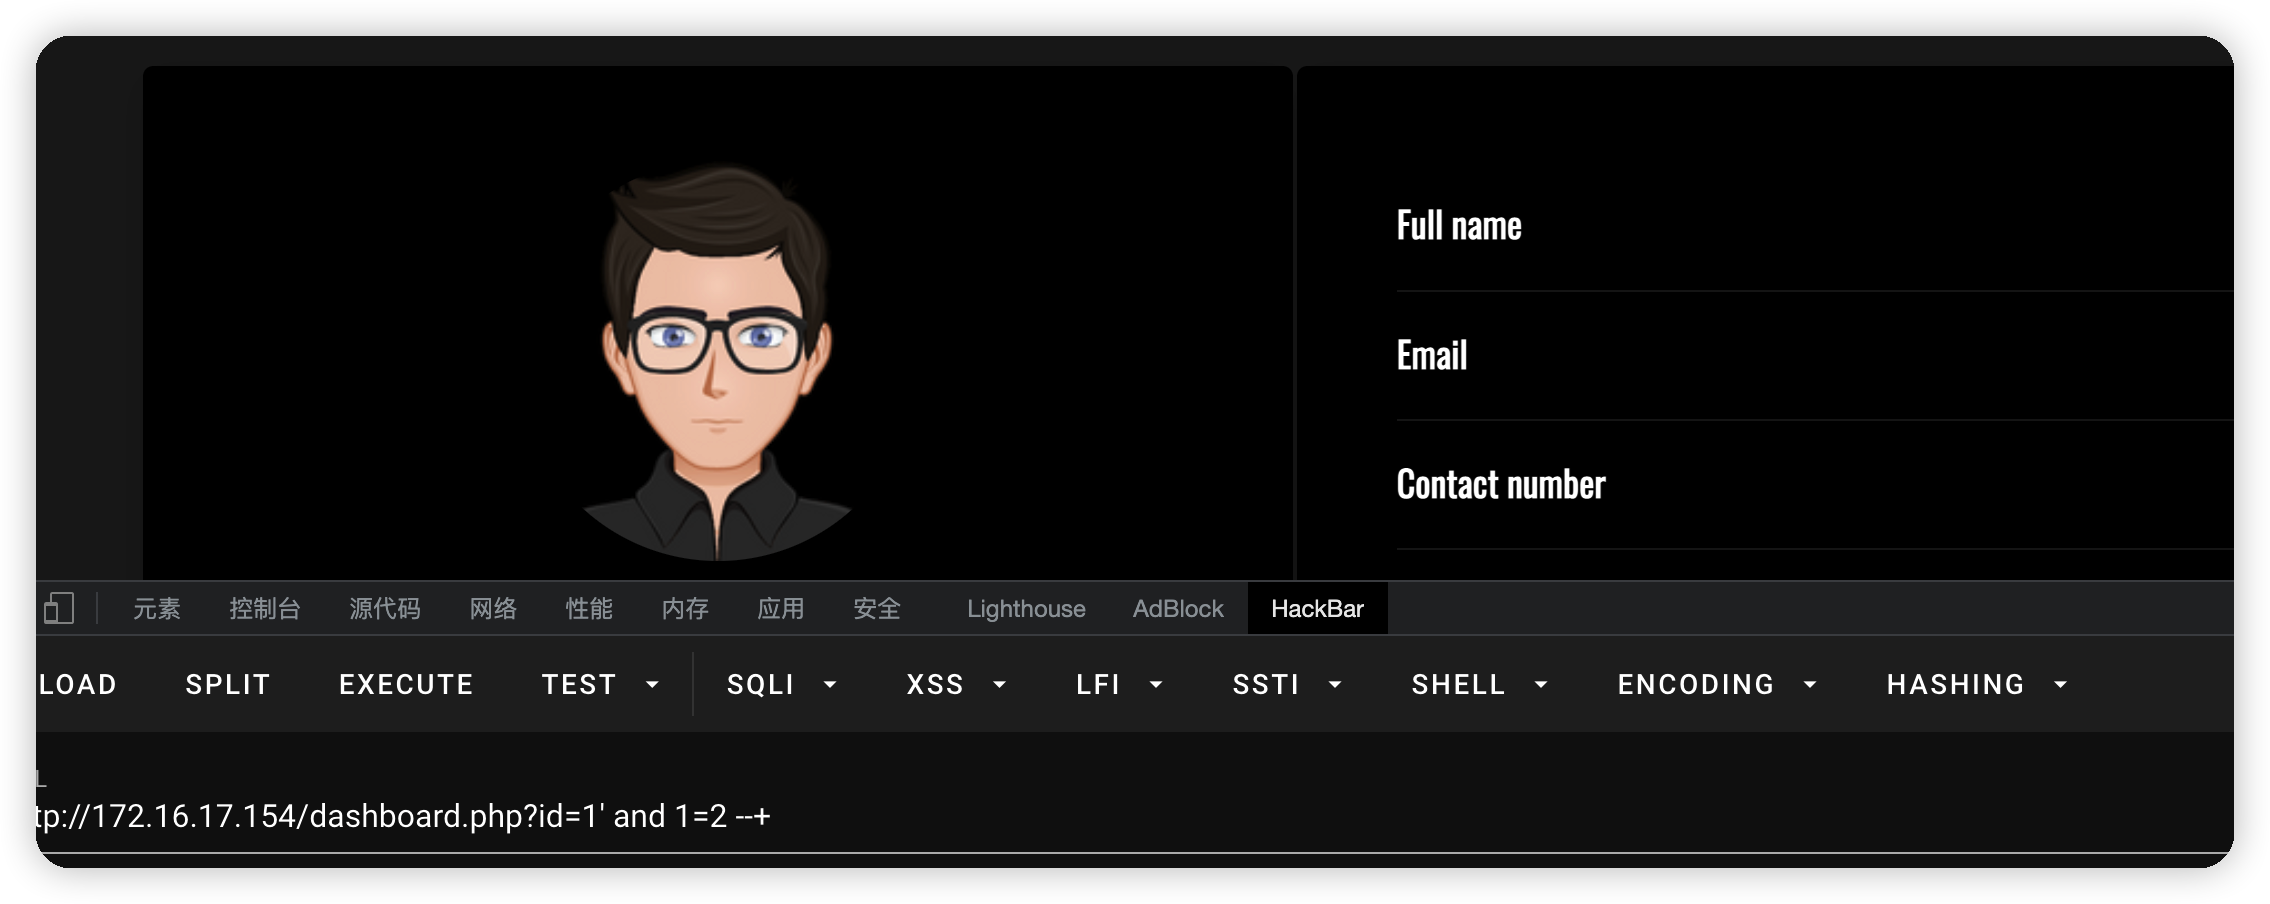 Full name
Email
Contact number
元素 控制台 源代码 网络 性能 内存 应用 安全 Lighthouse AdBlock HackBar
LOAD SPLIT EXECUTE TEST SQLI XSS LFI SSTI SHELL ENCODING HASHING
L
tp://172.16.17.154/dashboard.php?id=1' and 1=2 --+